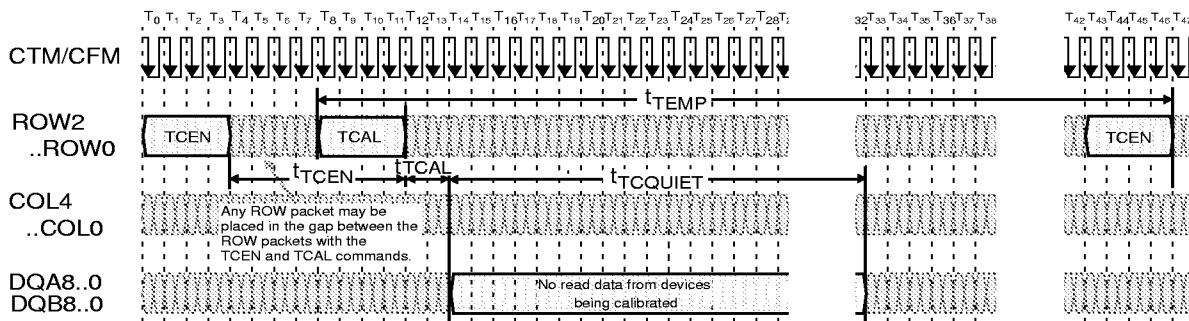 T0 T1 T2 T3 T4 T5 T6 T7 T8 T9 T10 T11 T12 T13 T14 T15 T16 T17 T18 T19 T20 T21 T22 T23 T24 T25 T26 T27 T28 32 T33 T34 T35 T36 T37 T38 T42 T43 T44 T45 T46 T47
CTM/CFM
tTEMP
ROW2
..ROW0
TCEN
TCAL
TCEN
tTCEN
tTCAL
tTCQUIET
COL4
..COL0
Any ROW packet may be
placed in the gap between the
ROW packets with the
TCEN and TCAL commands.
DQA8..0
DQB8..0
No read data from devices
being calibrated